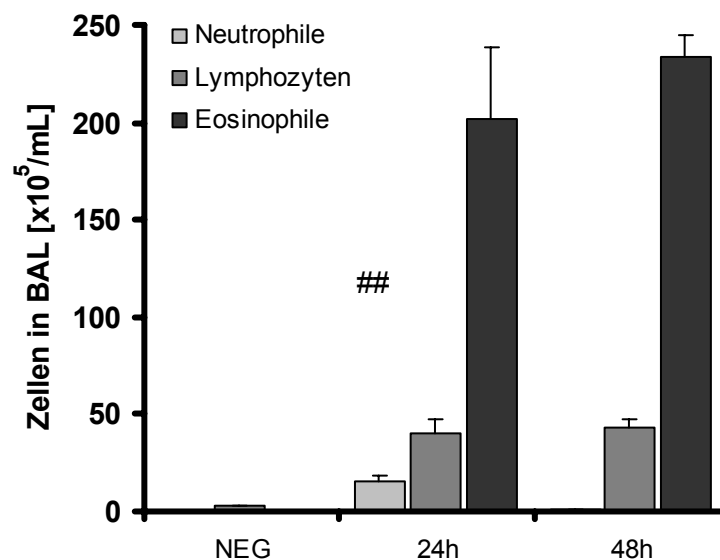 Zellen in BAL [x10⁵/mL]
250
200
150
100
50
0
Neutrophile
Lymphozyten
Eosinophile
##
NEG 24h 48h